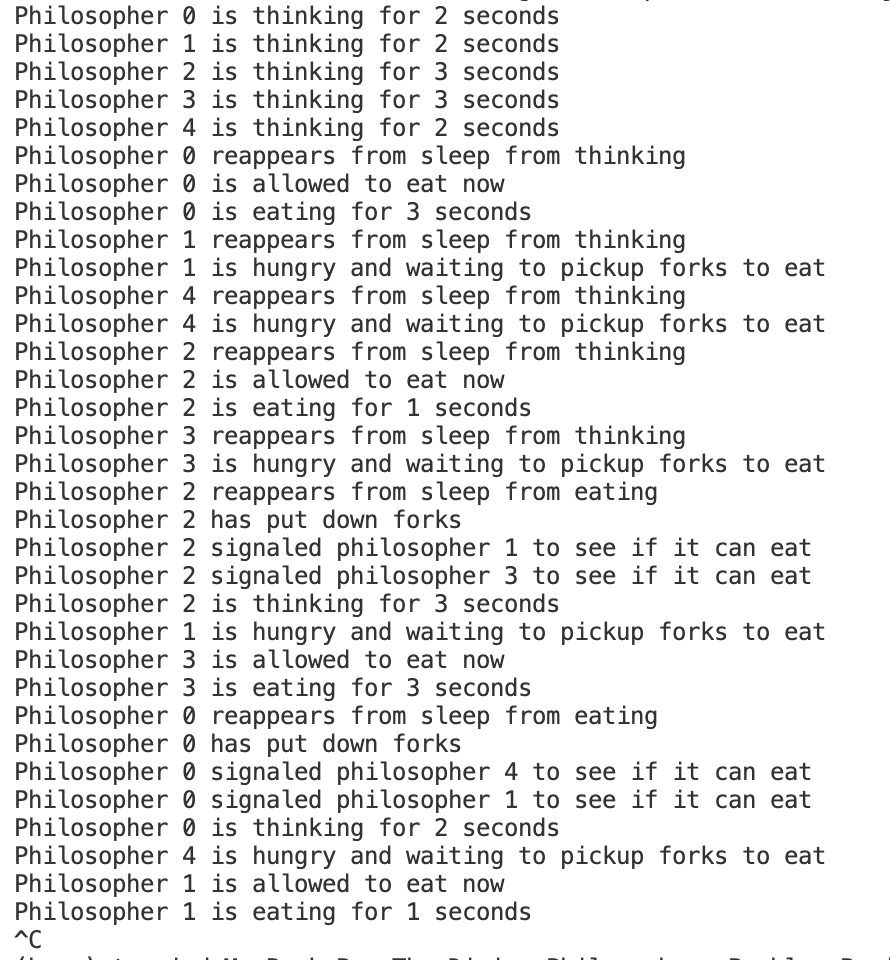 Philosopher 0 is thinking for 2 seconds
Philosopher 1 is thinking for 2 seconds
Philosopher 2 is thinking for 3 seconds
Philosopher 3 is thinking for 3 seconds
Philosopher 4 is thinking for 2 seconds
Philosopher 0 reappears from sleep from thinking
Philosopher 0 is allowed to eat now
Philosopher 0 is eating for 3 seconds
Philosopher 1 reappears from sleep from thinking
Philosopher 1 is hungry and waiting to pickup forks to eat
Philosopher 4 reappears from sleep from thinking
Philosopher 4 is hungry and waiting to pickup forks to eat
Philosopher 2 reappears from sleep from thinking
Philosopher 2 is allowed to eat now
Philosopher 2 is eating for 1 seconds
Philosopher 3 reappears from sleep from thinking
Philosopher 3 is hungry and waiting to pickup forks to eat
Philosopher 2 reappears from sleep from eating
Philosopher 2 has put down forks
Philosopher 2 signaled philosopher 1 to see if it can eat
Philosopher 2 signaled philosopher 3 to see if it can eat
Philosopher 2 is thinking for 3 seconds
Philosopher 1 is hungry and waiting to pickup forks to eat
Philosopher 3 is allowed to eat now
Philosopher 3 is eating for 3 seconds
Philosopher 0 reappears from sleep from eating
Philosopher 0 has put down forks
Philosopher 0 signaled philosopher 4 to see if it can eat
Philosopher 0 signaled philosopher 1 to see if it can eat
Philosopher 0 is thinking for 2 seconds
Philosopher 4 is hungry and waiting to pickup forks to eat
Philosopher 1 is allowed to eat now
Philosopher 1 is eating for 1 seconds
^C